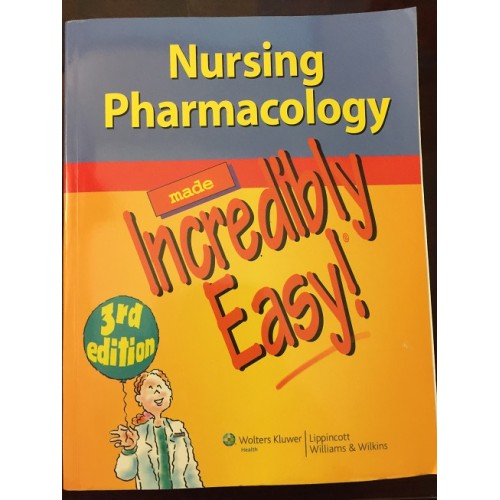 Nursing
Pharmacology
made
Incredibly
Easy!®
3rd
edition
Wolters Kluwer
Health
Lippincott
Williams & Wilkins